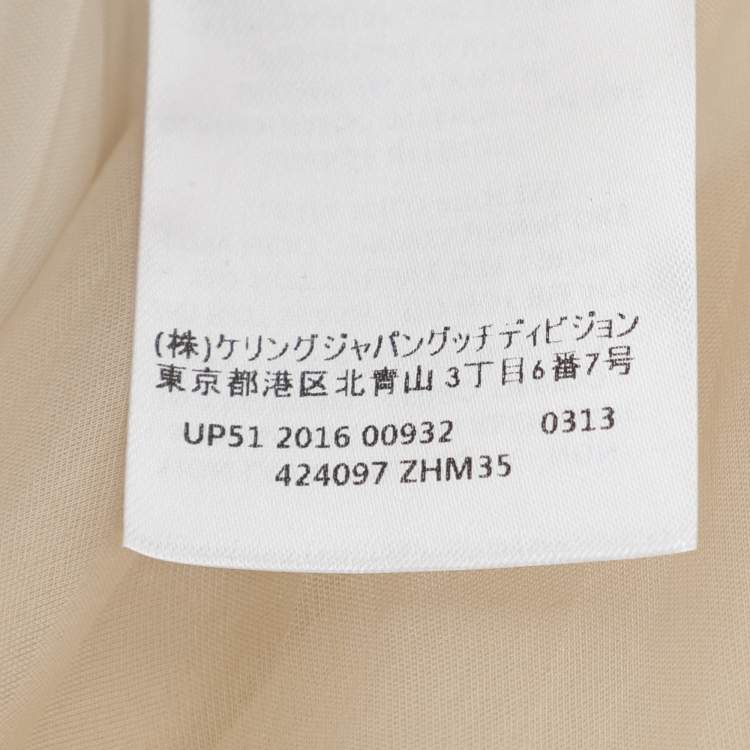 (株)ケリングジャパングッチディビジョン
東京都港区北青山3丁目6番7号
UP51 2016 00932 0313
424097 ZHM35